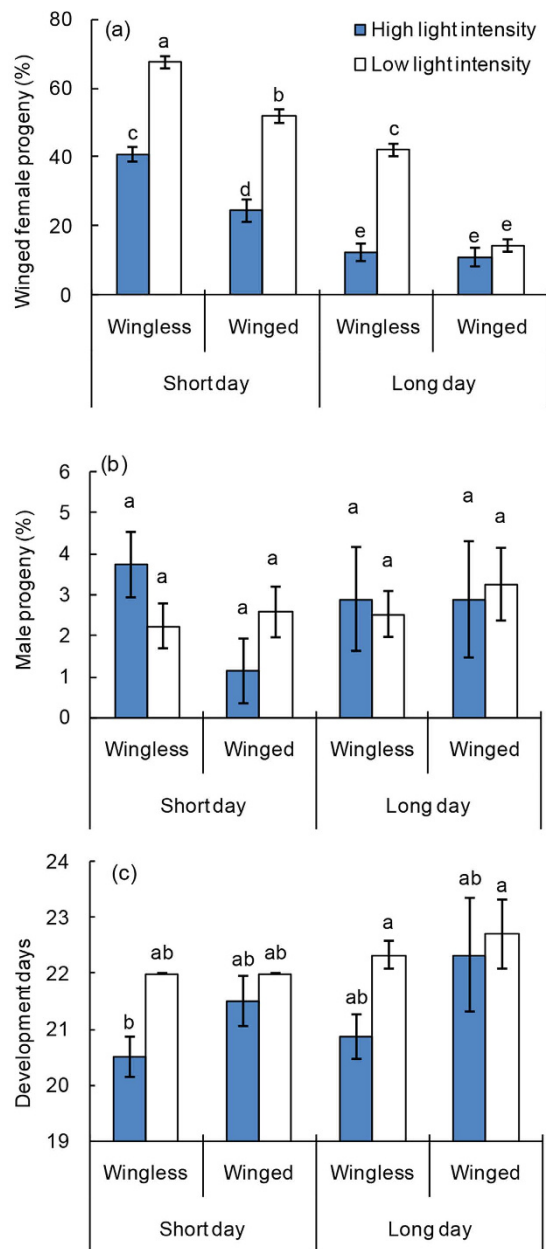 (a)
High light intensity
Low light intensity
Winged female progeny (%)
80
60
40
20
0
a
c
b
d
c
e
e
e
Wingless
Winged
Wingless
Winged
Short day
Long day
(b)
Male progeny (%)
6
5
4
3
2
1
0
a
a
a
a
a
a
a
a
Wingless
Winged
Wingless
Winged
Short day
Long day
(c)
Development days
24
23
22
21
20
19
b
ab
ab
ab
ab
a
ab
a
Wingless
Winged
Wingless
Winged
Short day
Long day